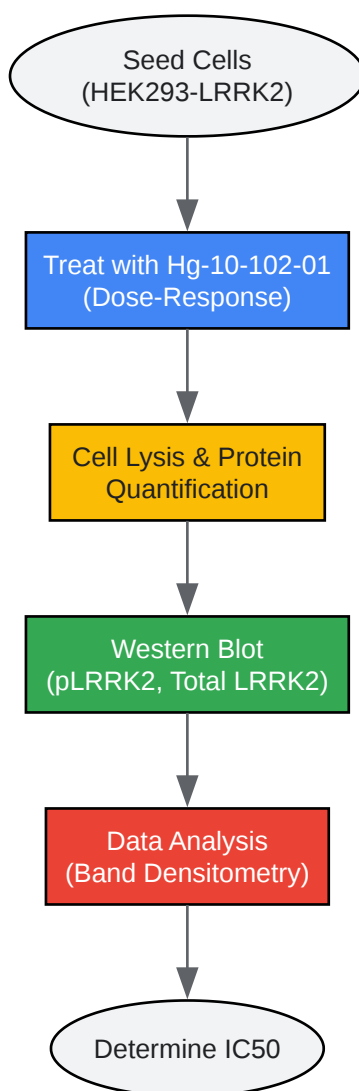 Seed Cells
(HEK293-LRRK2)
Treat with Hg-10-102-01
(Dose-Response)
Cell Lysis & Protein
Quantification
Western Blot
(pLRRK2, Total LRRK2)
Data Analysis
(Band Densitometry)
Determine IC50